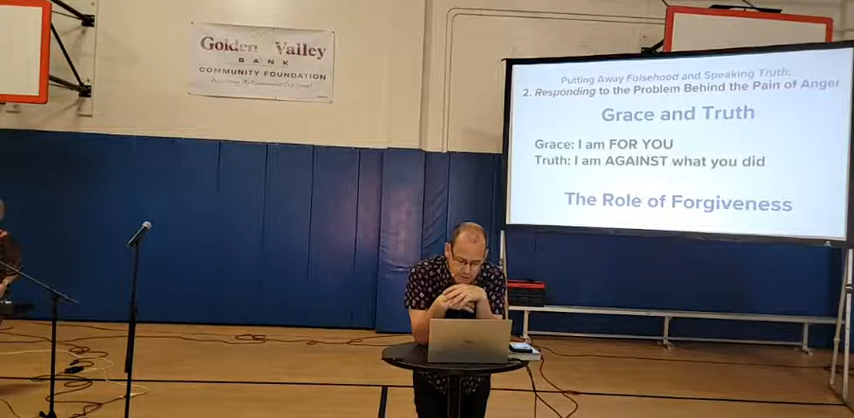 Golden Valley
BANK
COMMUNITY FOUNDATION
Putting Away Falsehood and Speaking Truth.
2. Responding to the Problem Behind the Pain of Anger
GRACE AND TRUTH
GRACE: I am FOR YOU
TRUTH: I am AGAINST what you did
The Role of Forgiveness